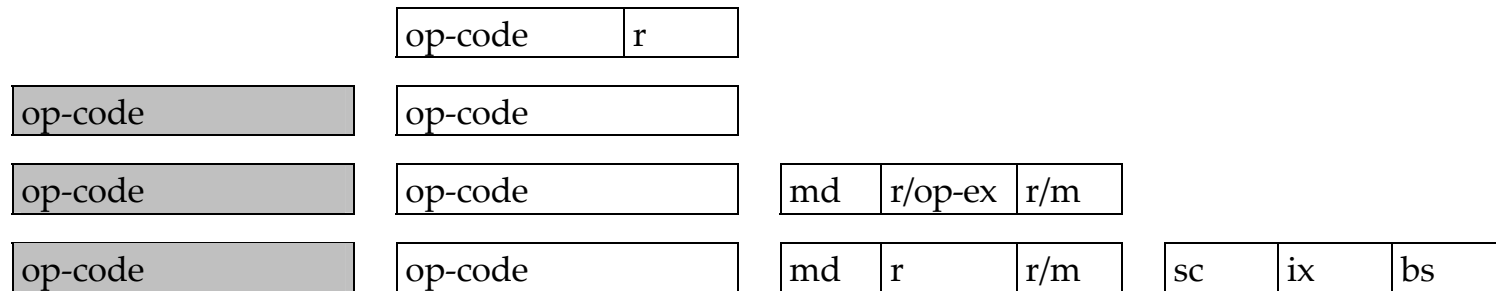 op-code r
op-code op-code
op-code op-code md r/op-ex r/m
op-code op-code md r r/m sc ix bs